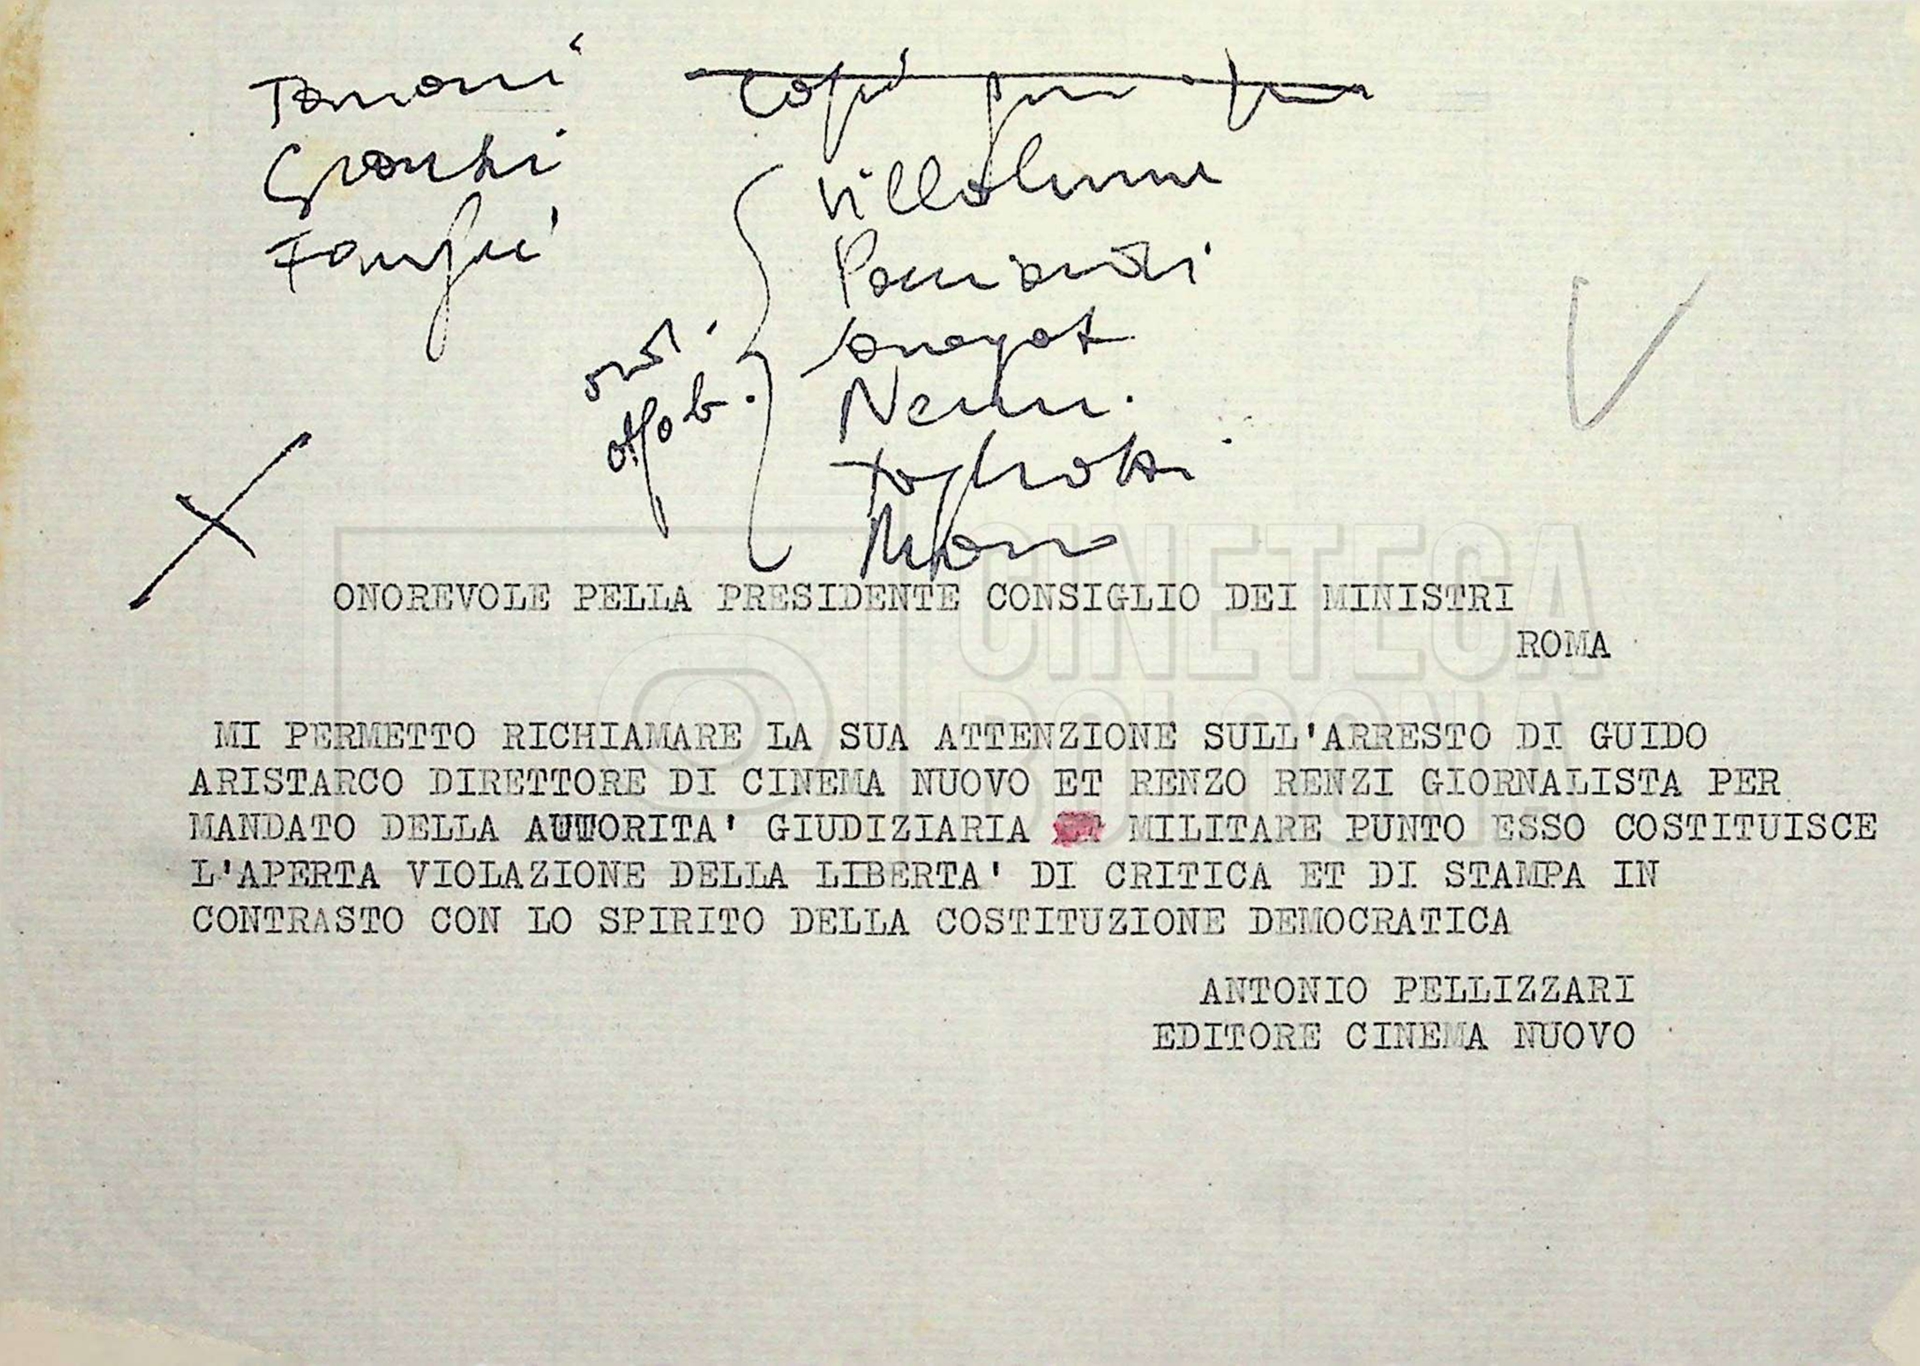 Gronchi
Fanfani
Villabruna
Pacciardi
Saragat
Nenni
Togliatti
Moro
ONOREVOLE PELLA PRESIDENTE CONSIGLIO DEI MINISTRI
ROMA
MI PERMETTO RICHIAMARE LA SUA ATTENZIONE SULL'ARRESTO DI GUIDO
ARISTARCO DIRETTORE DI CINEMA NUOVO ET RENZO RENZI GIORNALISTA PER
MANDATO DELLA AUTORITA' GIUDIZIARIA MILITARE PUNTO ESSO COSTITUISCE
L'APERTA VIOLAZIONE DELLA LIBERTA' DI CRITICA ET DI STAMPA IN
CONTRASTO CON LO SPIRITO DELLA COSTITUZIONE DEMOCRATICA
ANTONIO PELLIZZARI
EDITORE CINEMA NUOVO
CINETECA
BOLOGNA